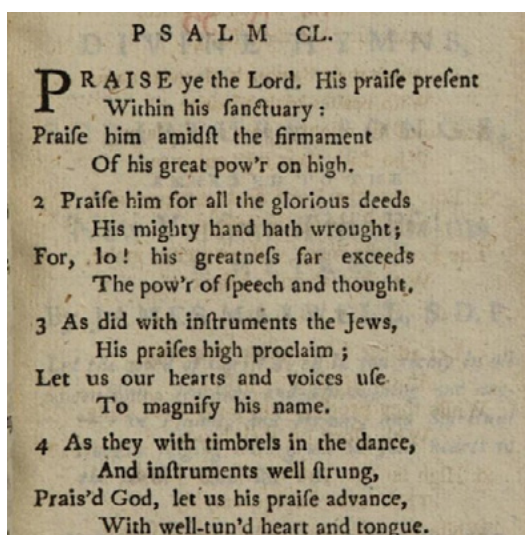 PSALM CL.
PRAISE ye the Lord. His praiſe preſent
Within his ſanctuary:
Praiſe him amidſt the firmament
Of his great pow'r on high.
2 Praiſe him for all the glorious deeds
His mighty hand hath wrought;
For, lo! his greatneſs far exceeds
The pow'r of ſpeech and thought.
3 As did with inſtruments the Jews,
His praiſes high proclaim;
Let us our hearts and voices uſe
To magnify his name.
4 As they with timbrels in the dance,
And inſtruments well ſtrung,
Prais'd God, let us his praiſe advance,
With well-tun'd heart and tongue.